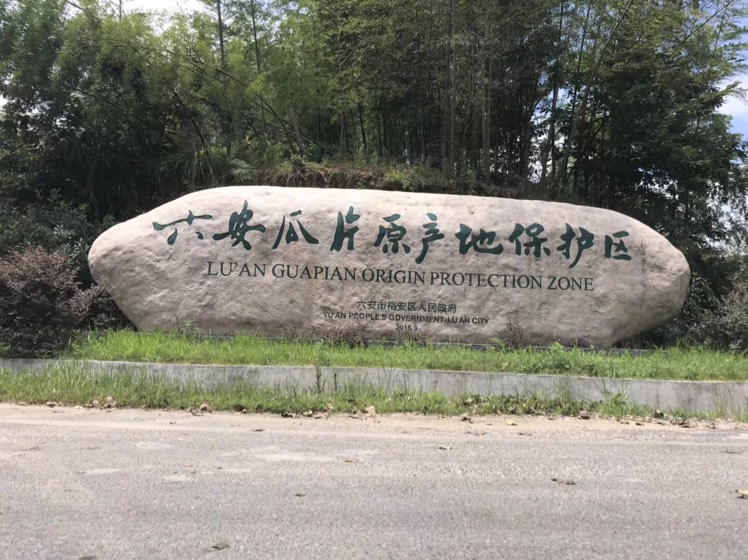 六安瓜片原产地保护区
LU'AN GUAPIAN ORIGIN PROTECTION ZONE
六安市裕安区人民政府
YU'AN PEOPLE'S GOVERNMENT·LU'AN CITY